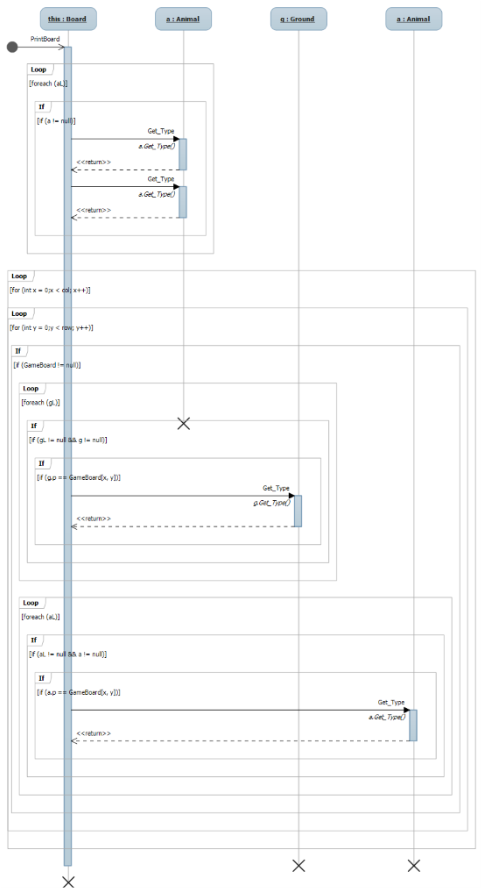 this : Board
a : Animal
g : Ground
a : Animal
PrintBoard
Loop
[foreach (aL)]
If
[if (a != null)]
Get_Type
a.Get_Type()
<<return>>
Get_Type
a.Get_Type()
<<return>>
Loop
[for (int x = 0;x < col; x++)]
Loop
[for (int y = 0;y < row; y++)]
If
[if (GameBoard != null)]
Loop
[foreach (gL)]
If
[if (gL != null && g != null)]
If
[if (g.p == GameBoard[x, y])]
Get_Type
g.Get_Type()
<<return>>
Loop
[foreach (aL)]
If
[if (aL != null && a != null)]
If
[if (a.p == GameBoard[x, y])]
Get_Type
a.Get_Type()
<<return>>